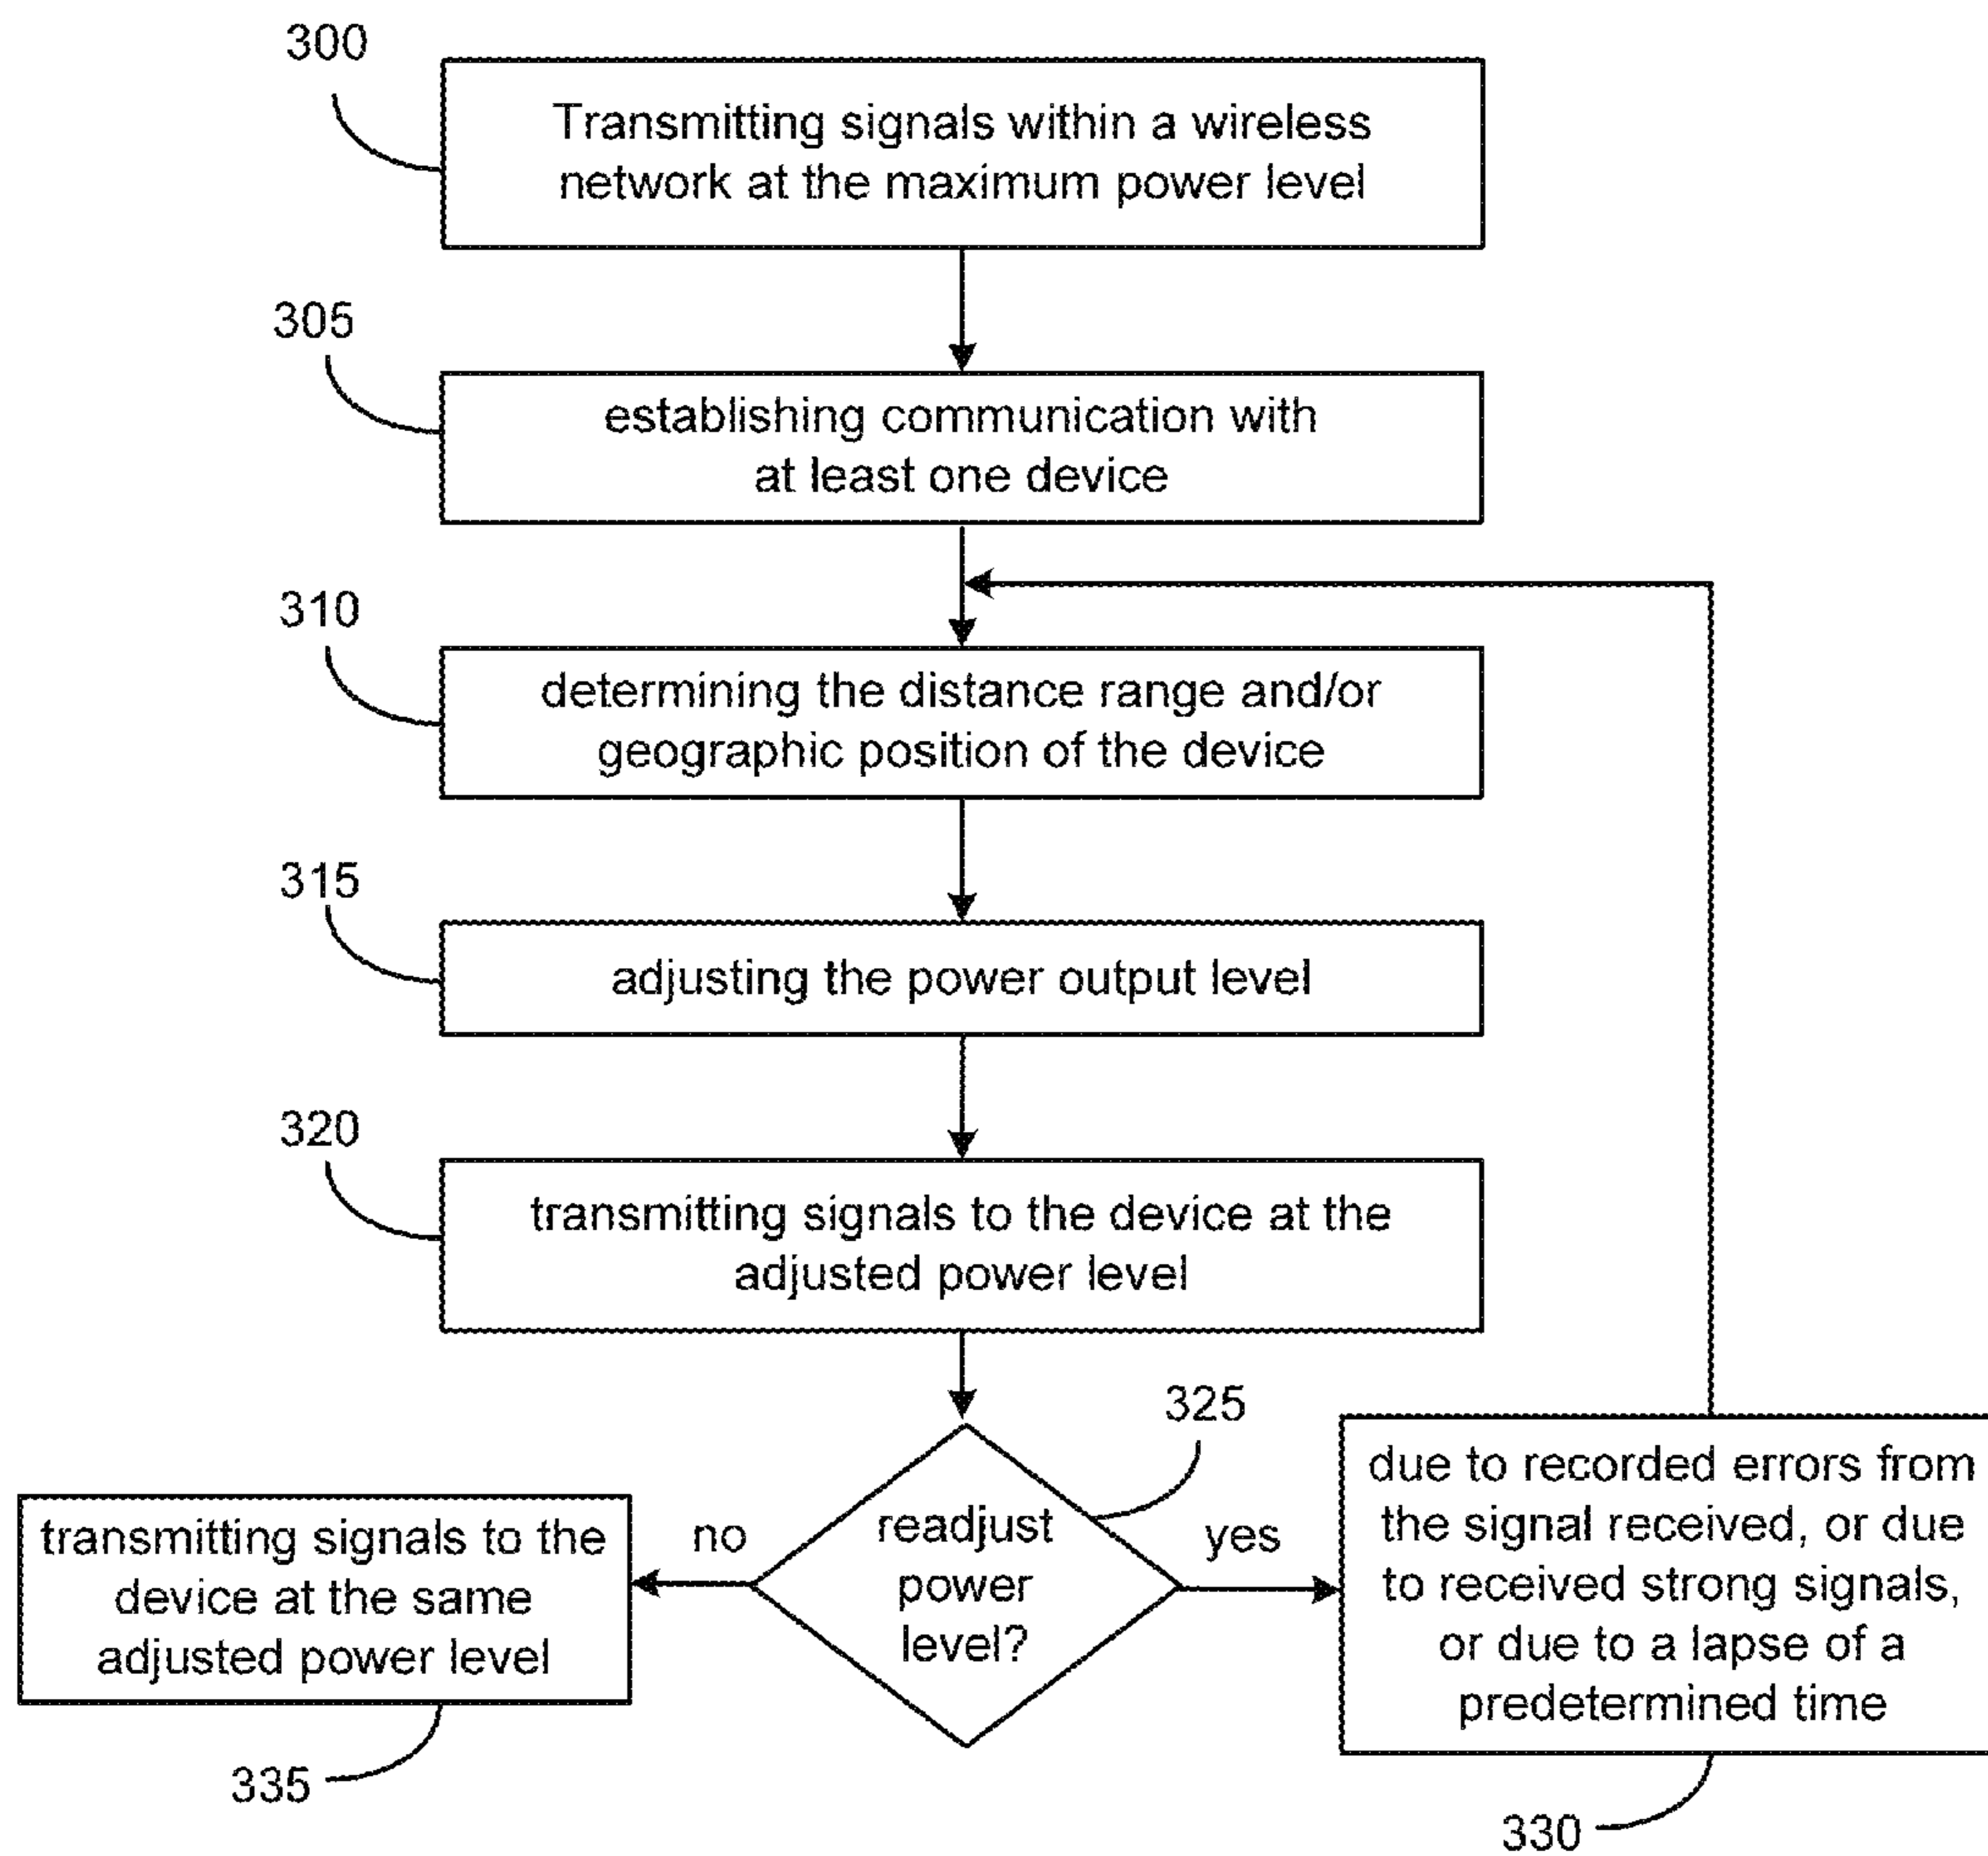 300
Transmitting signals within a wireless
network at the maximum power level
305
establishing communication with
at least one device
310
determining the distance range and/or
geographic position of the device
315
adjusting the power output level
320
transmitting signals to the device at the
adjusted power level
325
readjust
power
level?
no
yes
transmitting signals to the
device at the same
adjusted power level
335
due to recorded errors from
the signal received, or due
to received strong signals,
or due to a lapse of a
predetermined time
330